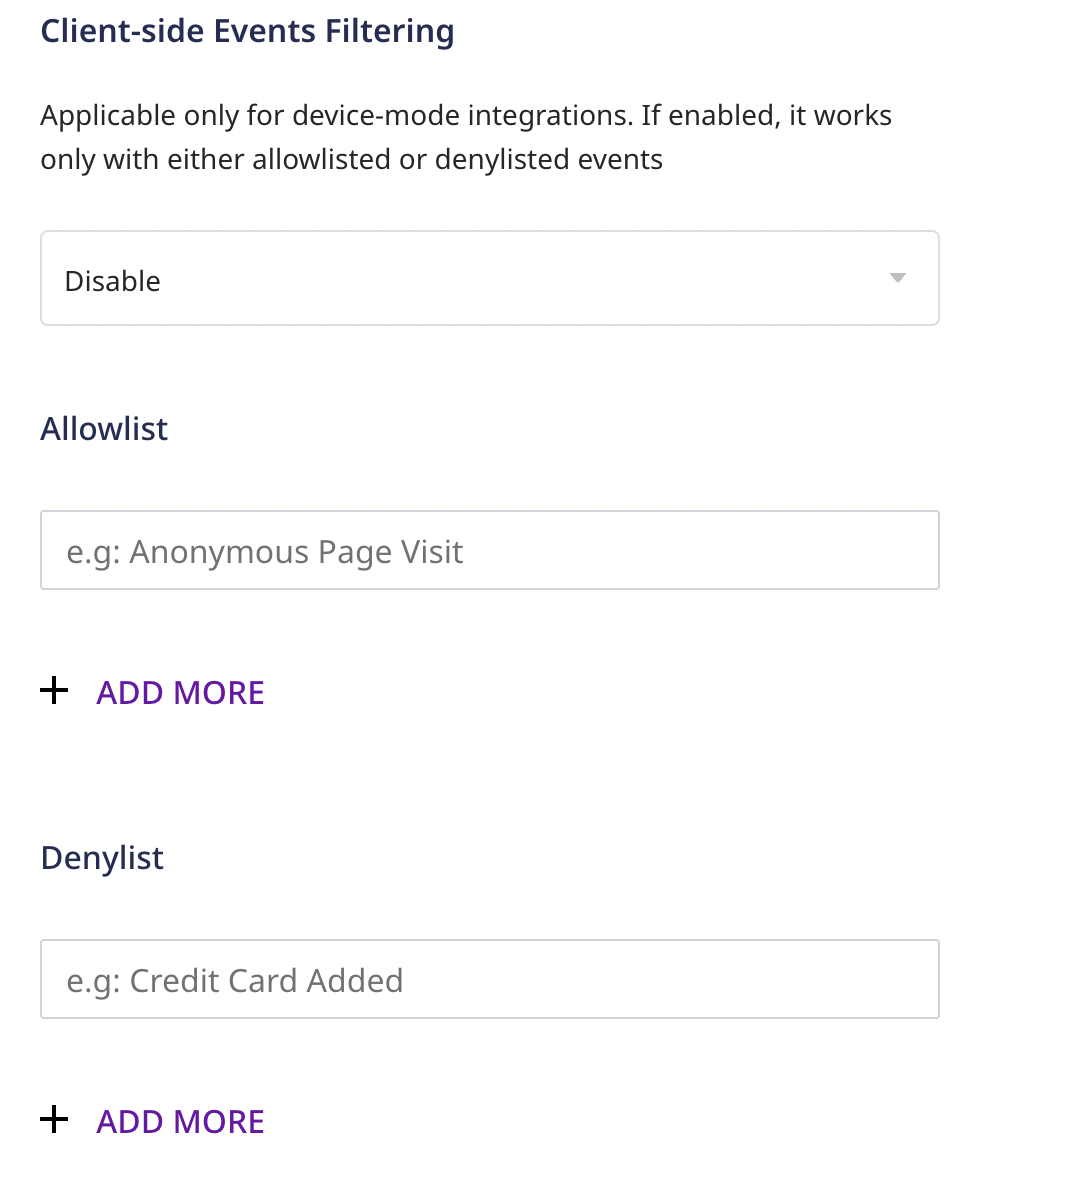 Client-side Events Filtering
Applicable only for device-mode integrations. If enabled, it works
only with either allowlisted or denylisted events
Disable
Allowlist
e.g: Anonymous Page Visit
ADD MORE
Denylist
e.g: Credit Card Added
ADD MORE